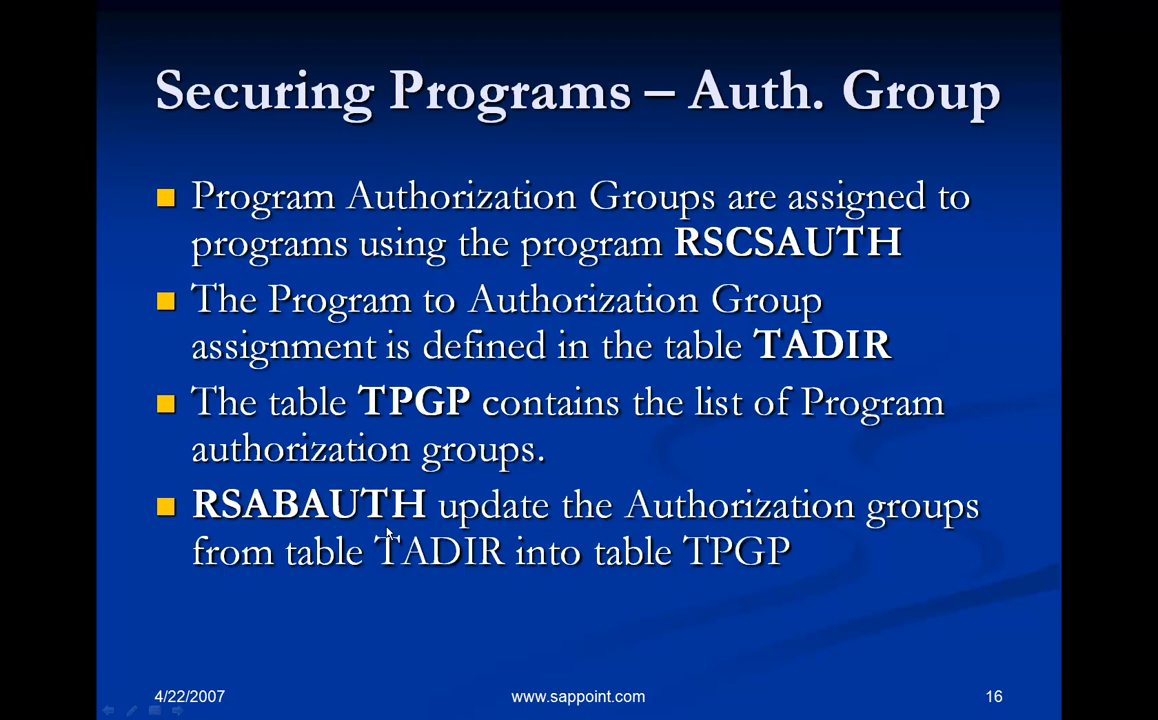 Securing Programs – Auth. Group
Program Authorization Groups are assigned to
programs using the program RSCSAUTH
The Program to Authorization Group
assignment is defined in the table TADIR
The table TPGP contains the list of Program
authorization groups.
RSABAUTH update the Authorization groups
from table TADIR into table TPGP
4/22/2007 www.sappoint.com 16